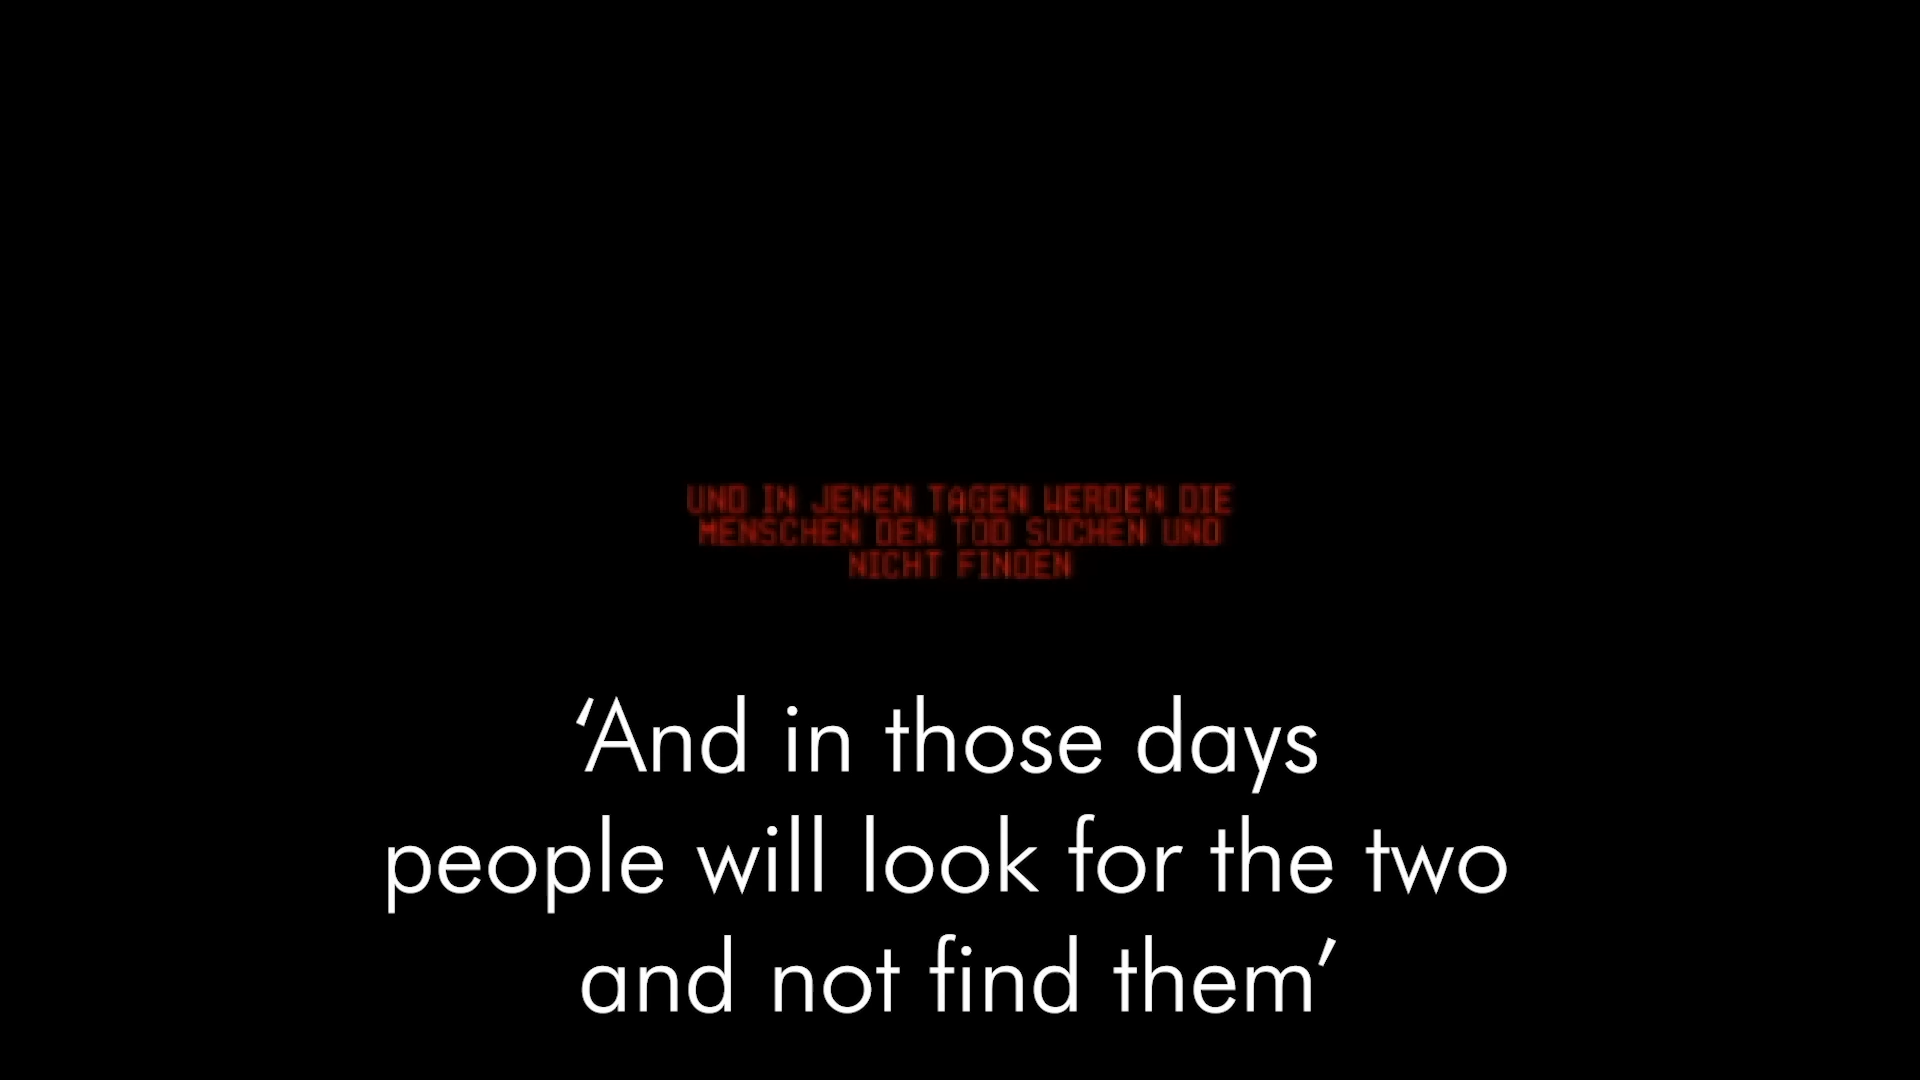 UND IN JENEN TAGEN WERDEN DIE
MENSCHEN DEN TOD SUCHEN UND
NICHT FINDEN
‘And in those days
people will look for the two
and not find them’